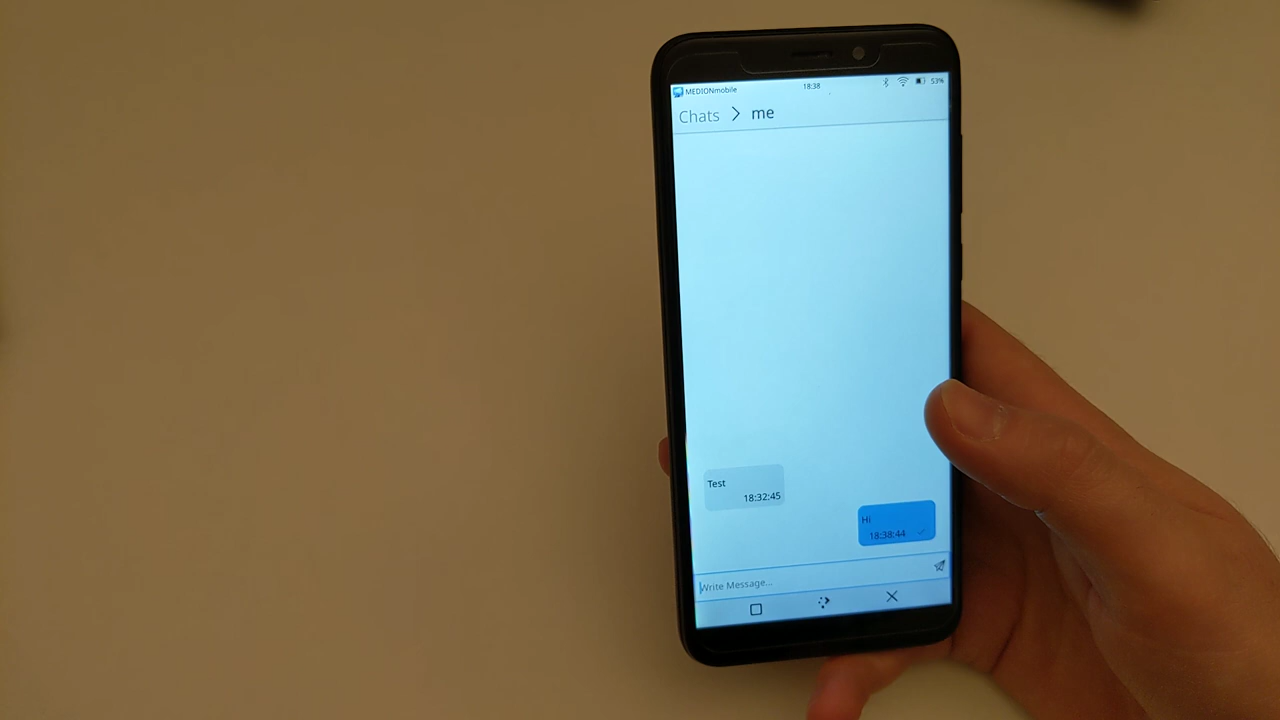 MEDIONmobile 18:38 53%
Chats > me
Test
18:32:45
Hi
18:38:44 ✓
Write Message...